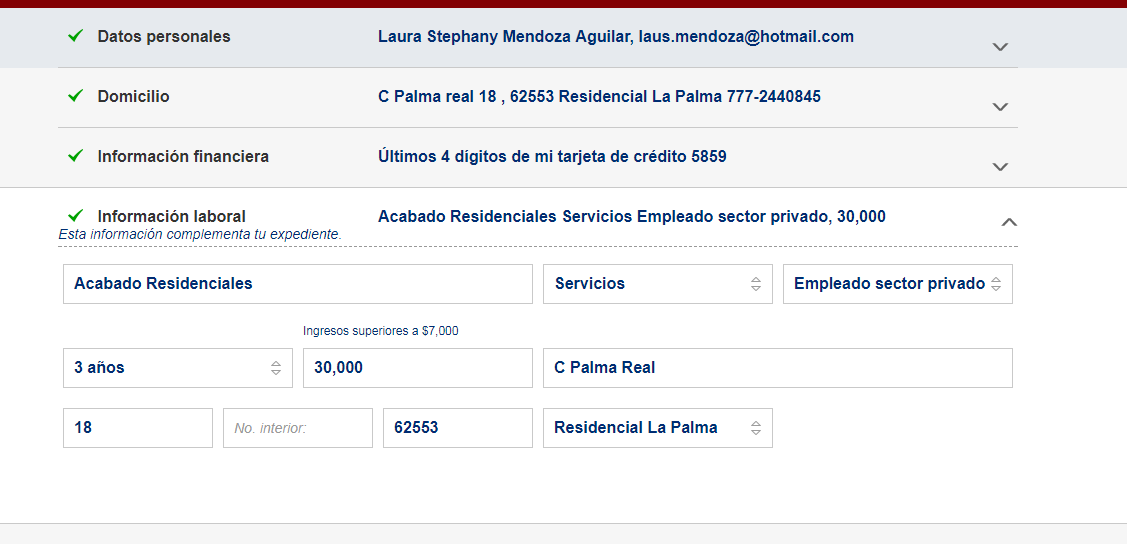 Datos personales Laura Stephany Mendoza Aguilar, laus.mendoza@hotmail.com
Domicilio C Palma real 18 , 62553 Residencial La Palma 777-2440845
Información financiera Últimos 4 dígitos de mi tarjeta de crédito 5859
Información laboral Acabado Residenciales Servicios Empleado sector privado, 30,000
Esta información complementa tu expediente.
Acabado Residenciales Servicios Empleado sector privado
Ingresos superiores a $7,000
3 años 30,000 C Palma Real
18 No. interior: 62553 Residencial La Palma